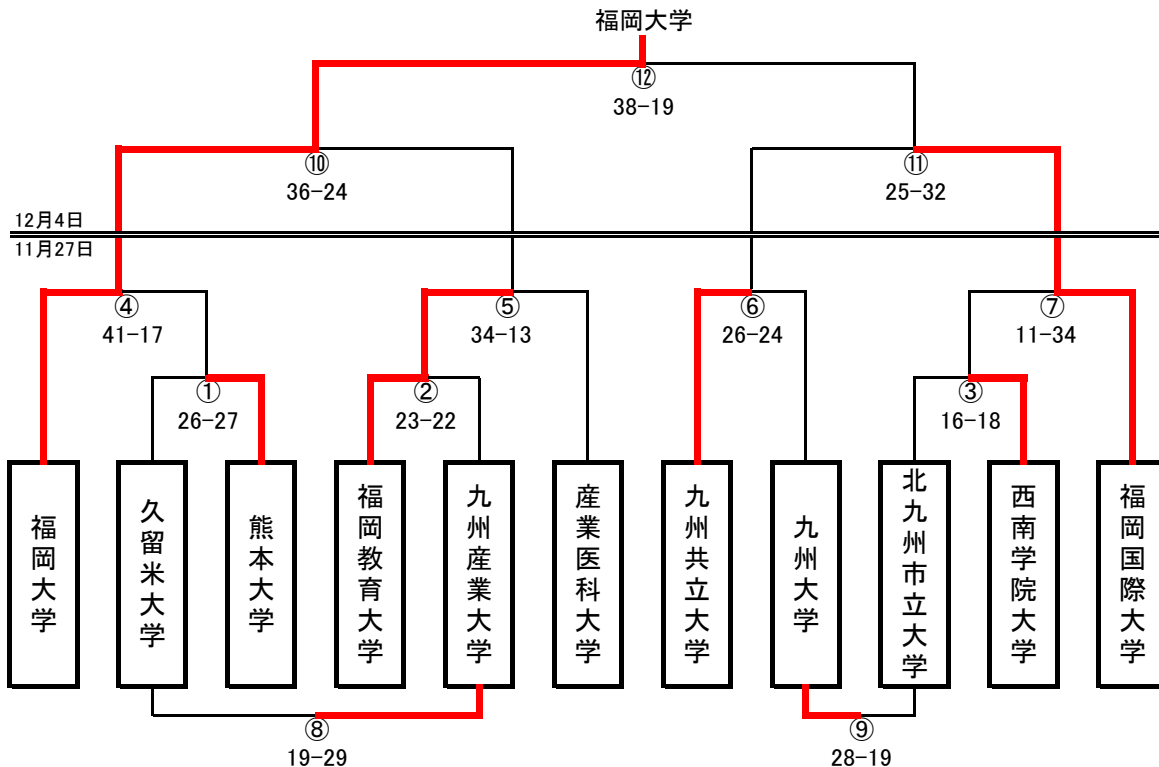 福岡大学
⑫
38-19
⑩
36-24
⑪
25-32
12月4日
11月27日
④
41-17
⑤
34-13
⑥
26-24
⑦
11-34
①
26-27
②
23-22
③
16-18
福岡大学
久留米大学
熊本大学
福岡教育大学
九州産業大学
産業医科大学
九州共立大学
九州大学
北九州市立大学
西南学院大学
福岡国際大学
⑧
19-29
⑨
28-19